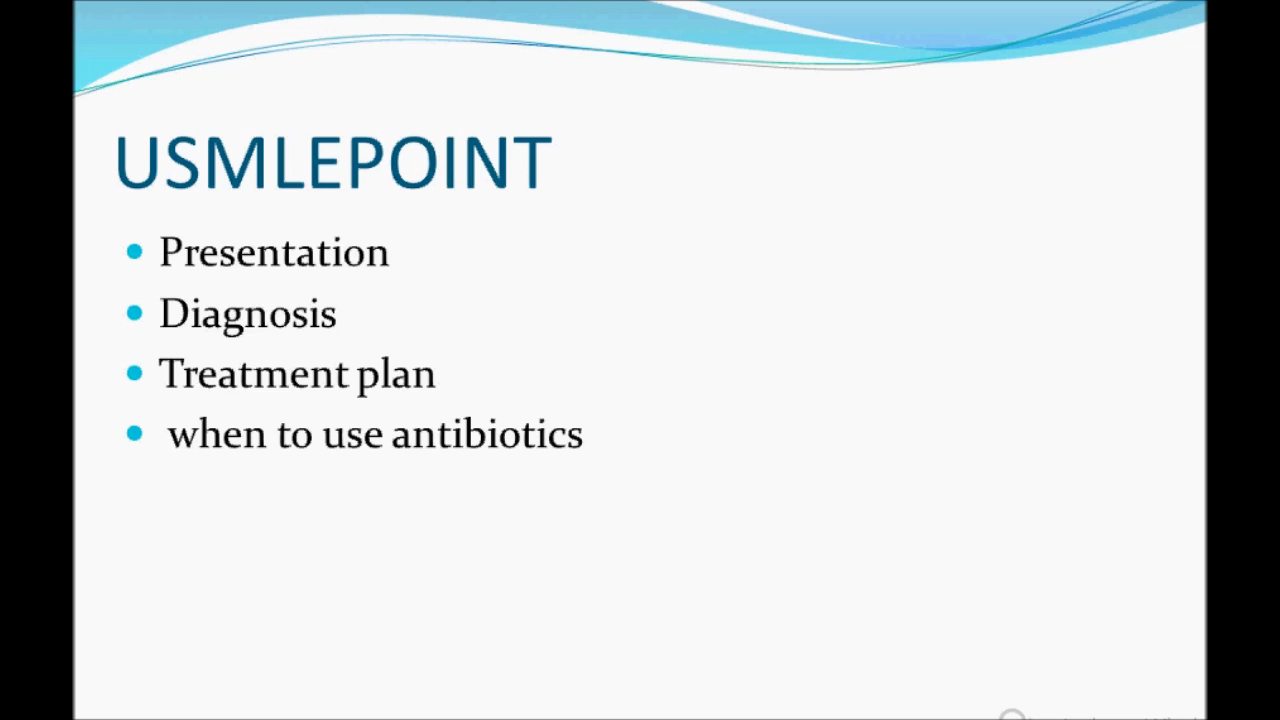 USMLEPOINT
• Presentation
• Diagnosis
• Treatment plan
• when to use antibiotics